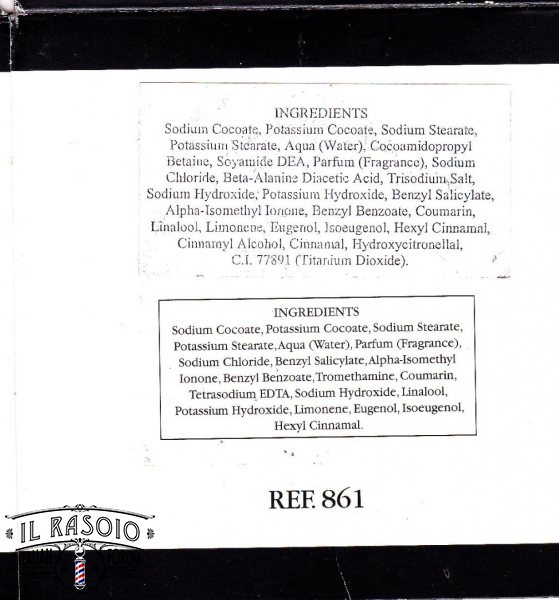 INGREDIENTS
Sodium Cocoate, Potassium Cocoate, Sodium Stearate,
Potassium Stearate, Aqua (Water), Cocoamidopropyl
Betaine, Soyamide DEA, Parfum (Fragrance), Sodium
Chloride, Beta-Alanine Diacetic Acid, Trisodium Salt,
Sodium Hydroxide, Potassium Hydroxide, Benzyl Salicylate,
Alpha-Isomethyl Ionone, Benzyl Benzoate, Coumarin,
Linalool, Limonene, Eugenol, Isoeugenol, Hexyl Cinnamal,
Cinnamyl Alcohol, Cinnamal, Hydroxycitronellal,
C.I. 77891 (Titanium Dioxide).
INGREDIENTS
Sodium Cocoate, Potassium Cocoate, Sodium Stearate,
Potassium Stearate, Aqua (Water), Parfum (Fragrance),
Sodium Chloride, Benzyl Salicylate, Alpha-Isomethyl
Ionone, Benzyl Benzoate, Tromethamine, Coumarin,
Tetrasodium EDTA, Sodium Hydroxide, Linalool,
Potassium Hydroxide, Limonene, Eugenol, Isoeugenol,
Hexyl Cinnamal.
REF. 861
IL RASOIO